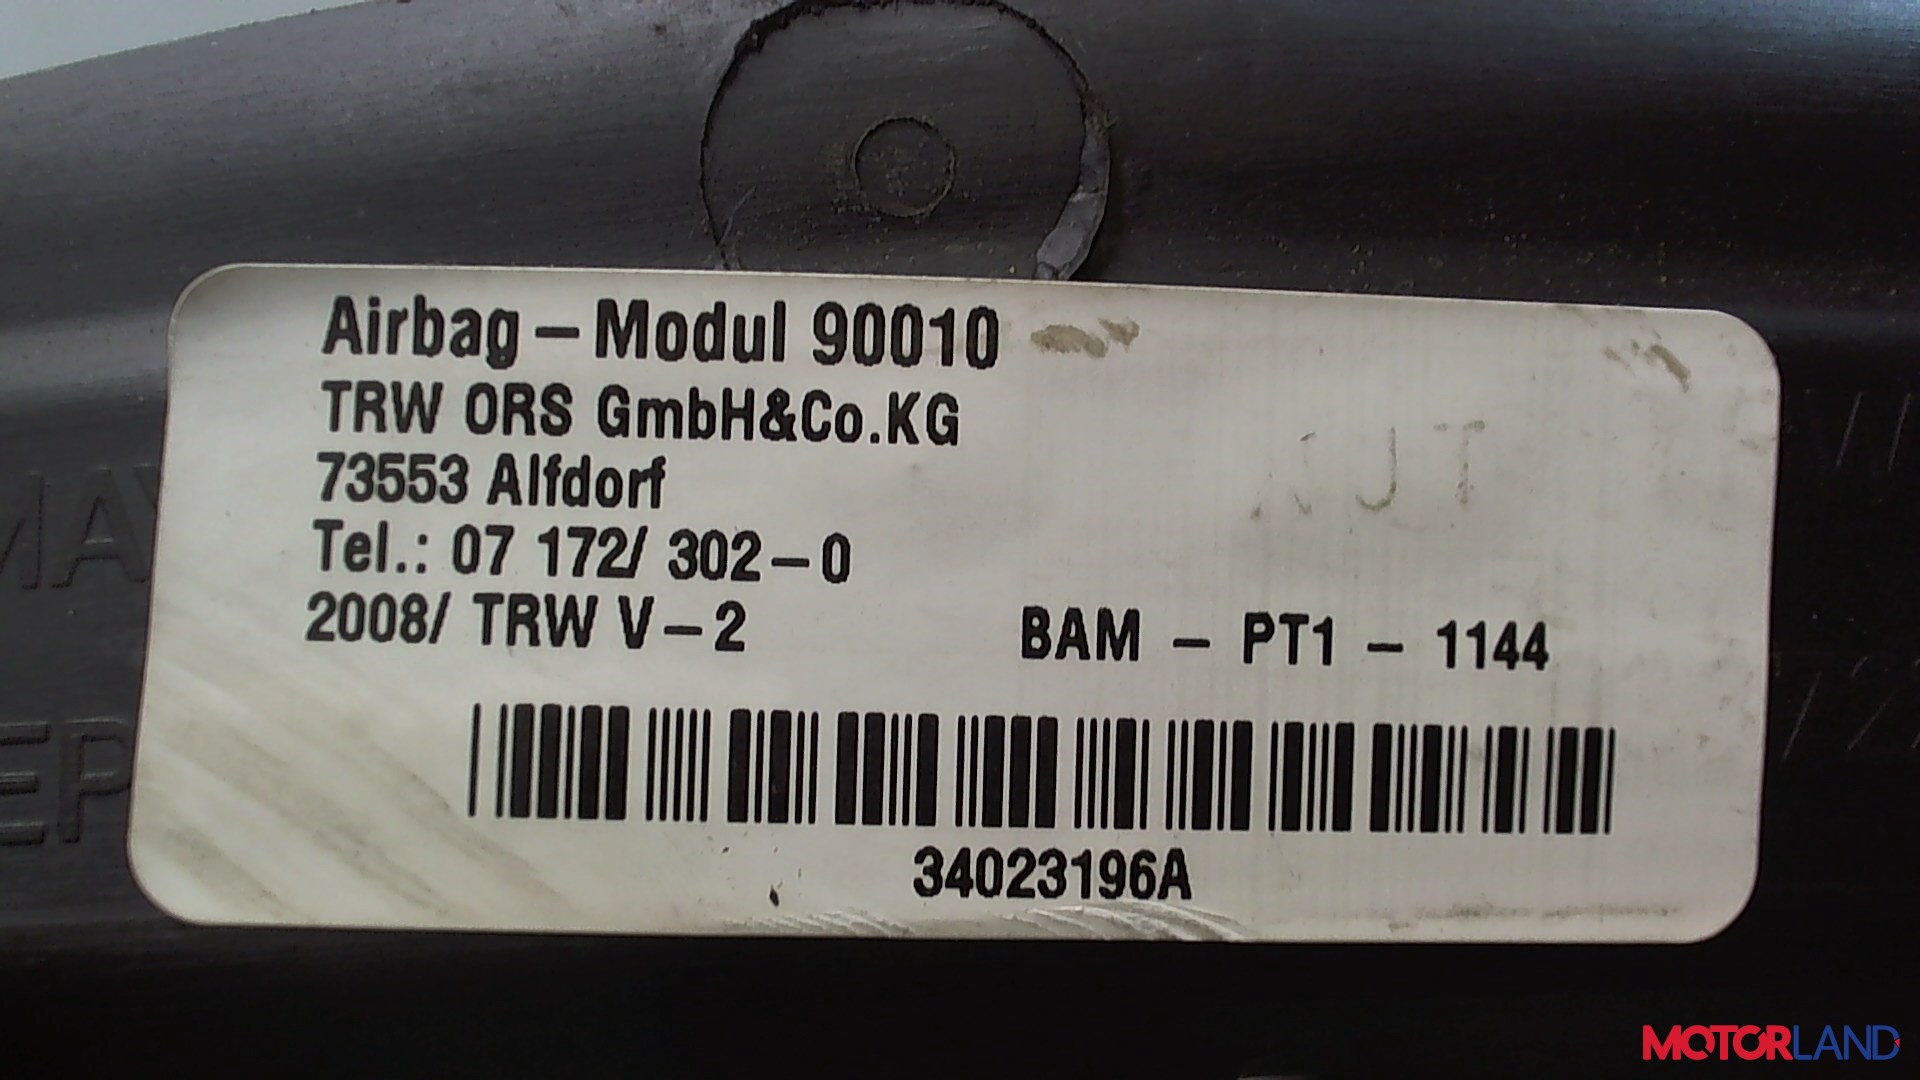 Airbag – Modul 90010
TRW ORS GmbH&Co.KG
73553 Alfdorf
Tel.: 07 172/ 302–0
2008/ TRW V–2 BAM – PT1 – 1144
34023196A
MOTORLAND